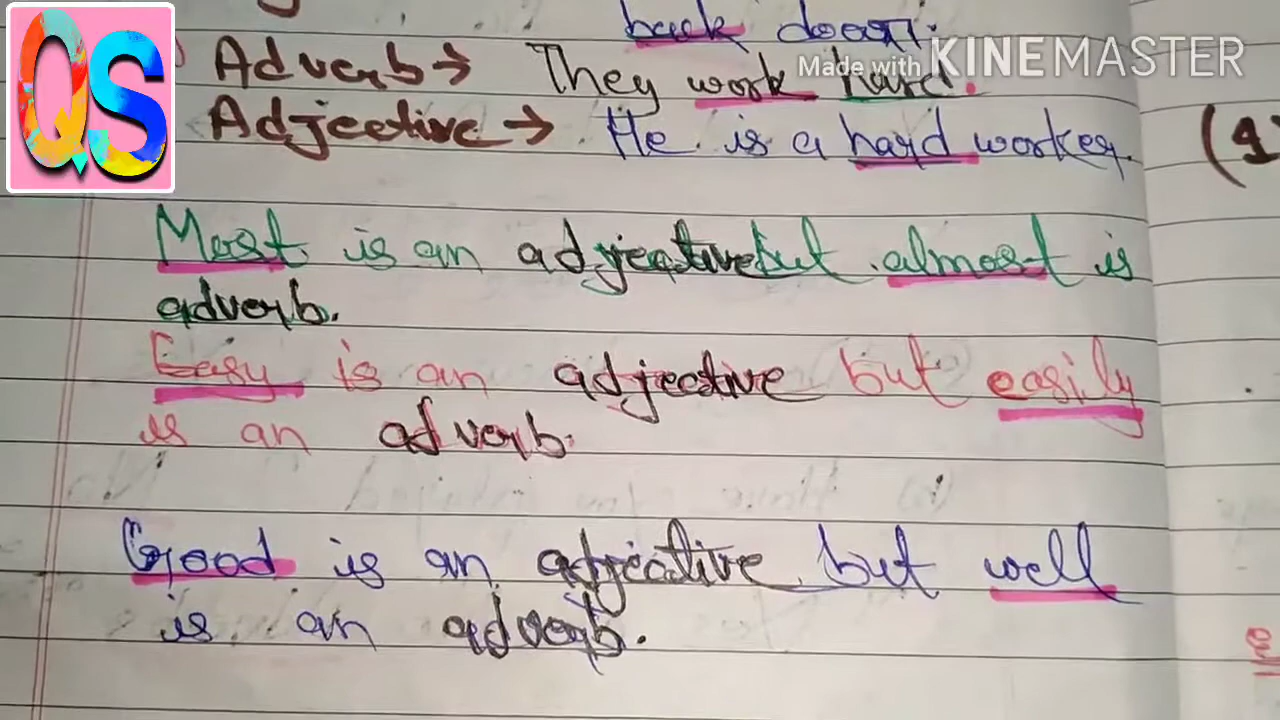 QS
back door.
Made with KINEMASTER
Adverb → They work hard.
Adjective → He is a hard worker.
(1)
Most is an adjective but almost is
adverb.
Easy is an adjective but easily
is an adverb.
Good is an adjective but well
is an adverb.